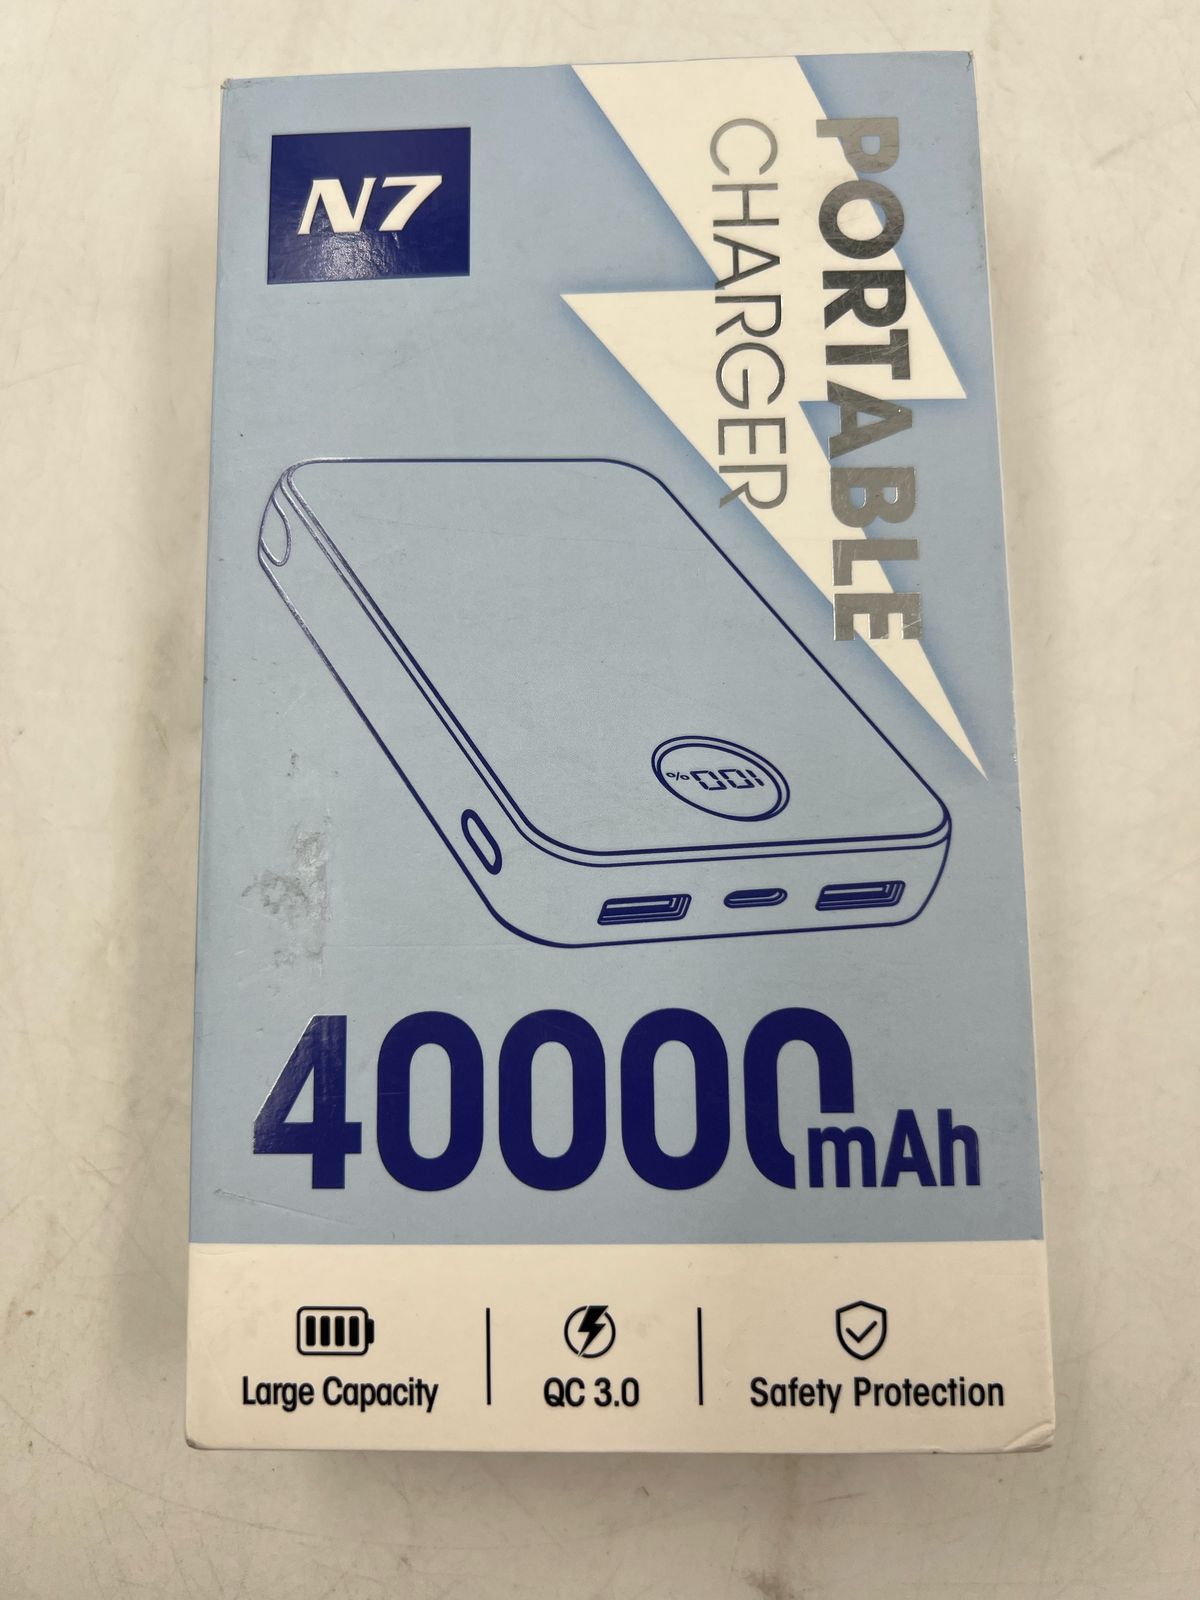 N7
PORTABLE
CHARGER
100%
40000mAh
Large Capacity
QC 3.0
Safety Protection